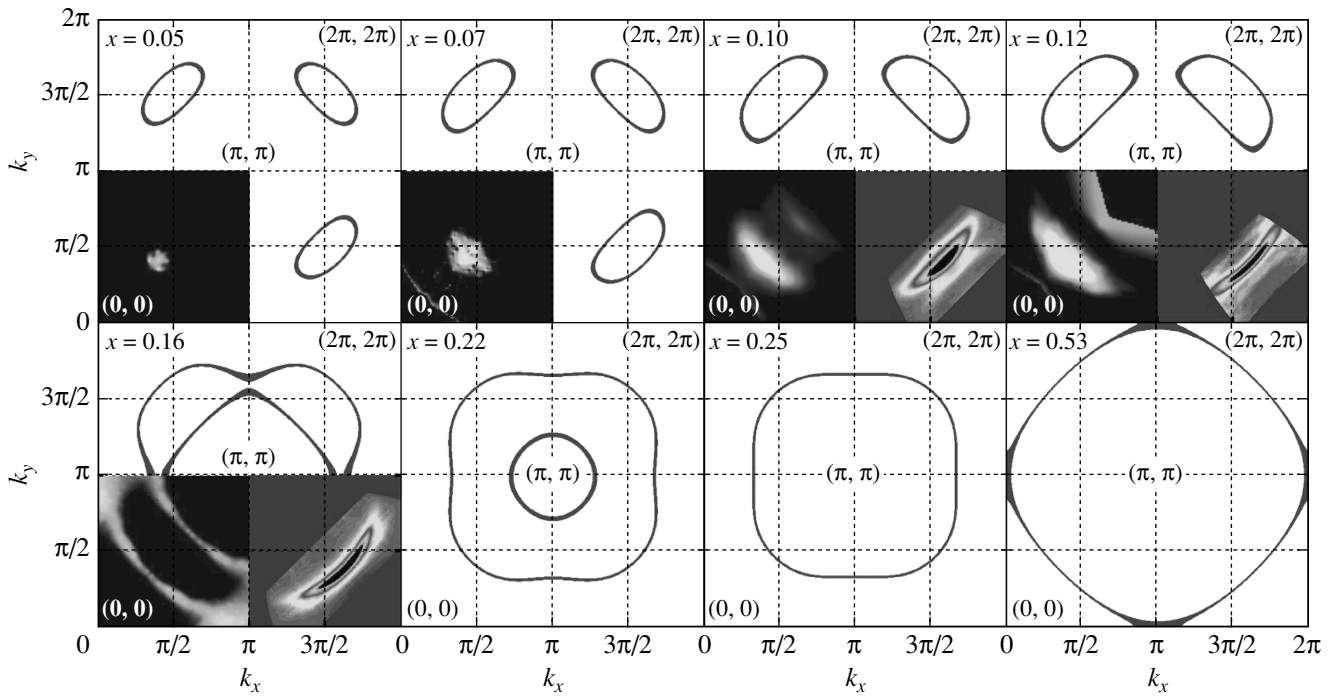 2π
x = 0.05 (2π, 2π) x = 0.07 (2π, 2π) x = 0.10 (2π, 2π) x = 0.12 (2π, 2π)
3π/2
(π, π) (π, π) (π, π) (π, π)
k_y π
π/2
(0, 0) (0, 0) (0, 0) (0, 0)
0
x = 0.16 (2π, 2π) x = 0.22 (2π, 2π) x = 0.25 (2π, 2π) x = 0.53 (2π, 2π)
3π/2
(π, π) (π, π) (π, π) (π, π)
k_y π
π/2
(0, 0) (0, 0) (0, 0) (0, 0)
0 π/2 π 3π/2 0 π/2 π 3π/2 0 π/2 π 3π/2 0 π/2 π 3π/2 2π
k_x k_x k_x k_x